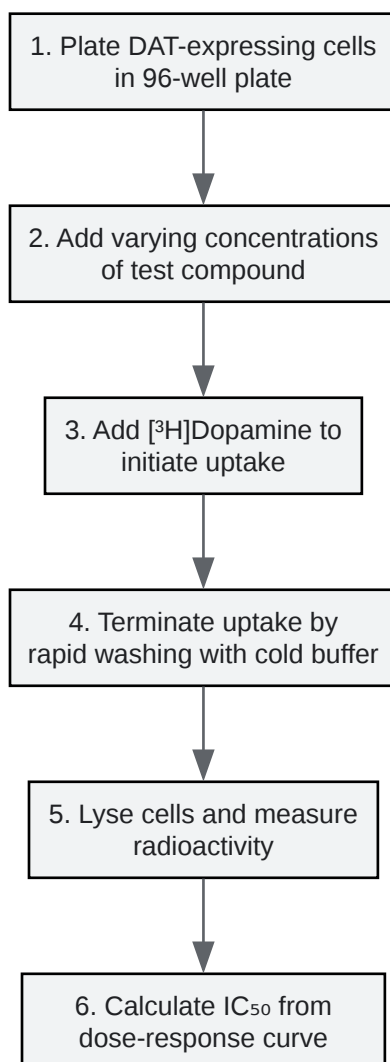 1. Plate DAT-expressing cells
in 96-well plate
2. Add varying concentrations
of test compound
3. Add [³H]Dopamine to
initiate uptake
4. Terminate uptake by
rapid washing with cold buffer
5. Lyse cells and measure
radioactivity
6. Calculate IC₅₀ from
dose-response curve